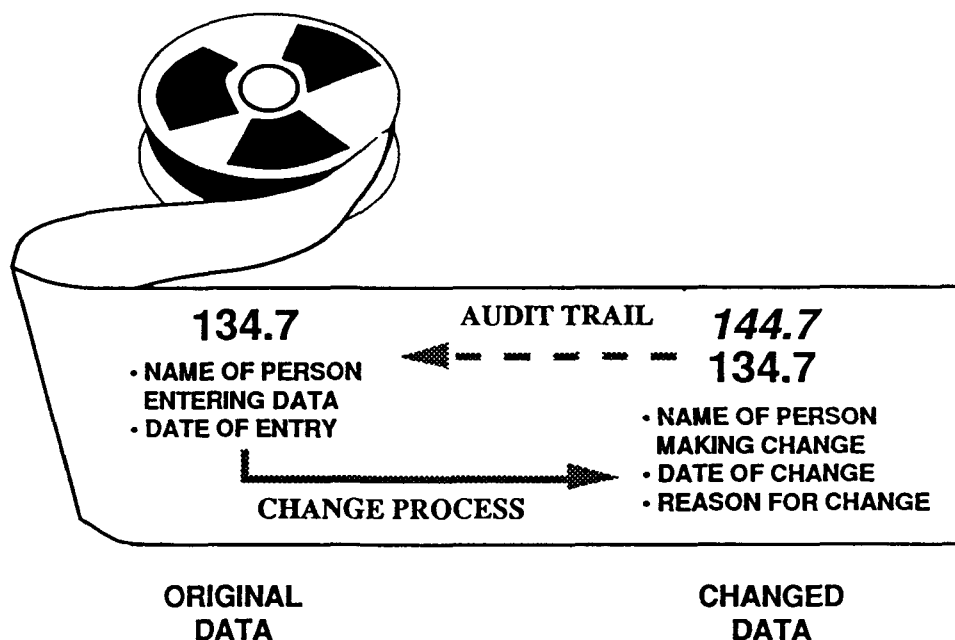 134.7
• NAME OF PERSON
ENTERING DATA
• DATE OF ENTRY
AUDIT TRAIL
144.7
134.7
• NAME OF PERSON
MAKING CHANGE
• DATE OF CHANGE
• REASON FOR CHANGE
CHANGE PROCESS
ORIGINAL
DATA
CHANGED
DATA